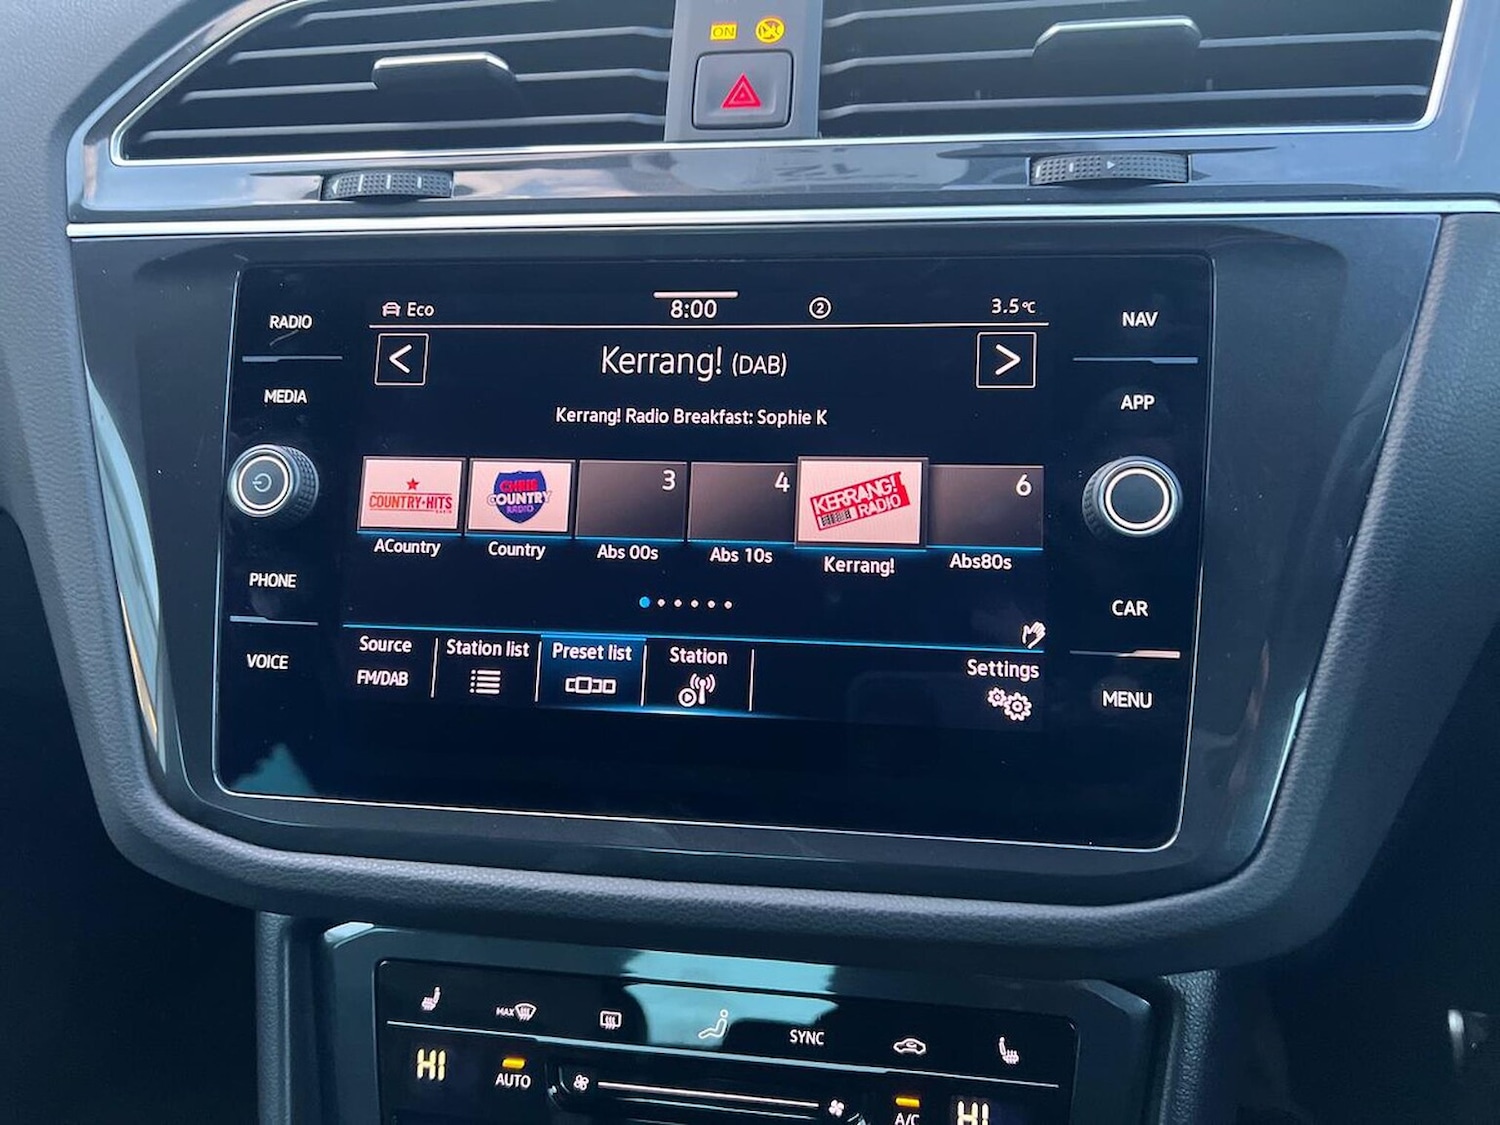 ON
RADIO
MEDIA
PHONE
VOICE
Eco
8:00
2
3.5°C
Kerrang! (DAB)
Kerrang! Radio Breakfast: Sophie K
COUNTRY★HITS
CHRIS
COUNTRY
RADIO
3
4
KERRANG!
RADIO
6
ACountry
Country
Abs 00s
Abs 10s
Kerrang!
Abs80s
Source
FM/DAB
Station list
Preset list
Station
Settings
NAV
APP
CAR
MENU
MAX
SYNC
HI
AUTO
A/C
HI